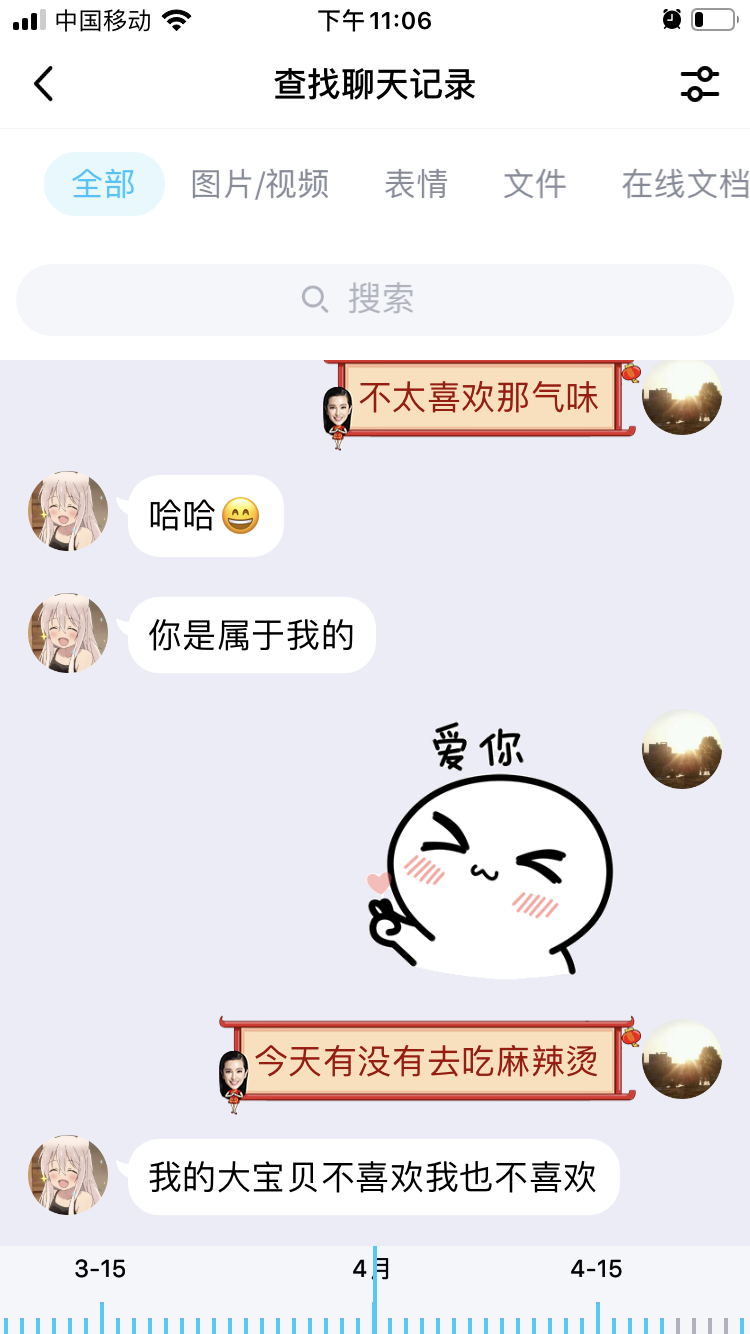 中国移动
下午11:06
查找聊天记录
全部
图片/视频
表情
文件
在线文档
搜索
不太喜欢那气味
哈哈😄
你是属于我的
爱你
今天有没有去吃麻辣烫
我的大宝贝不喜欢我也不喜欢
3-15
4月
4-15